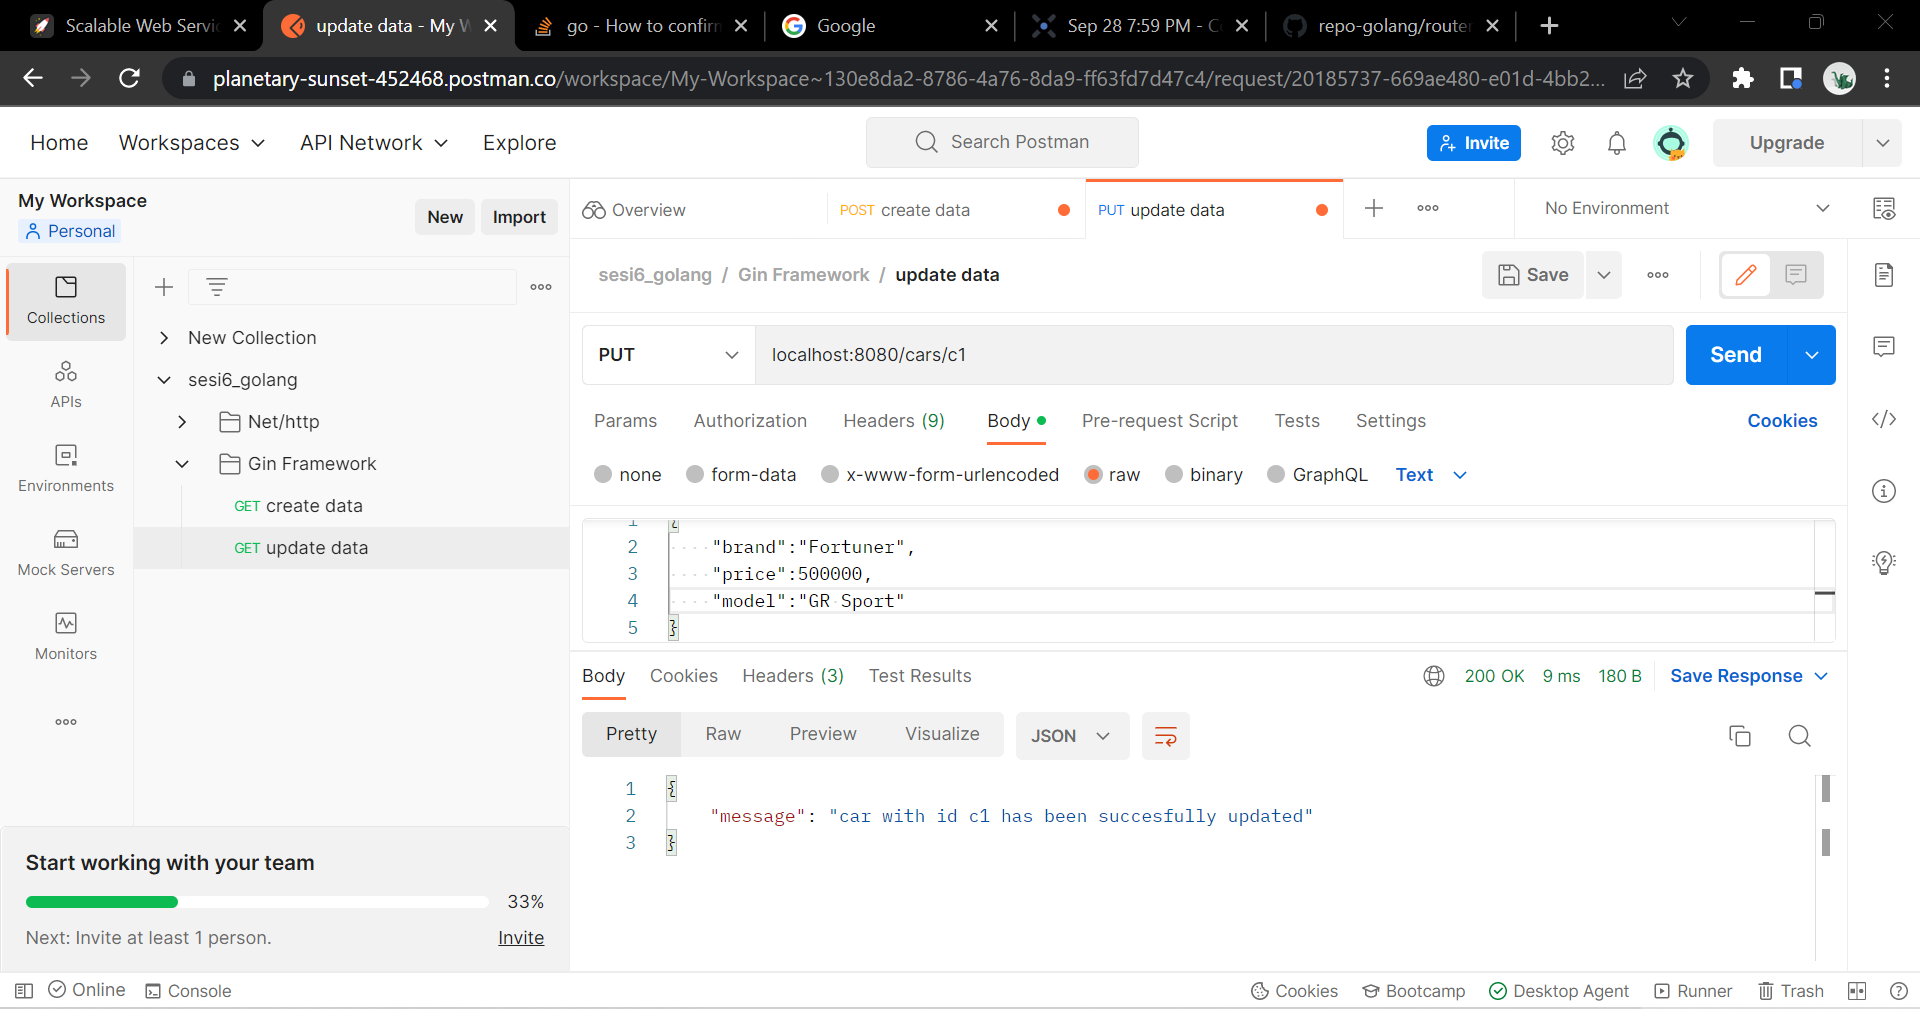 Scalable Web Servic
update data - My W
go - How to confirm
Google
Sep 28 7:59 PM - C
repo-golang/router
planetary-sunset-452468.postman.co/workspace/My-Workspace~130e8da2-8786-4a76-8da9-ff63fd7d47c4/request/20185737-669ae480-e01d-4bb2...
Home
Workspaces
API Network
Explore
Search Postman
Invite
Upgrade
My Workspace
Personal
New
Import
Overview
POST create data
PUT update data
No Environment
sesi6_golang / Gin Framework / update data
Save
Collections
New Collection
sesi6_golang
Net/http
Gin Framework
GET create data
GET update data
APIs
Environments
Mock Servers
Monitors
PUT
localhost:8080/cars/c1
Send
Params
Authorization
Headers (9)
Body
Pre-request Script
Tests
Settings
Cookies
none
form-data
x-www-form-urlencoded
raw
binary
GraphQL
Text
1 {
2 "brand":"Fortuner",
3 "price":500000,
4 "model":"GR Sport"
5 }
Body
Cookies
Headers (3)
Test Results
200 OK
9 ms
180 B
Save Response
Pretty
Raw
Preview
Visualize
JSON
1 {
2 "message": "car with id c1 has been succesfully updated"
3 }
Start working with your team
33%
Next: Invite at least 1 person.
Invite
Online
Console
Cookies
Bootcamp
Desktop Agent
Runner
Trash